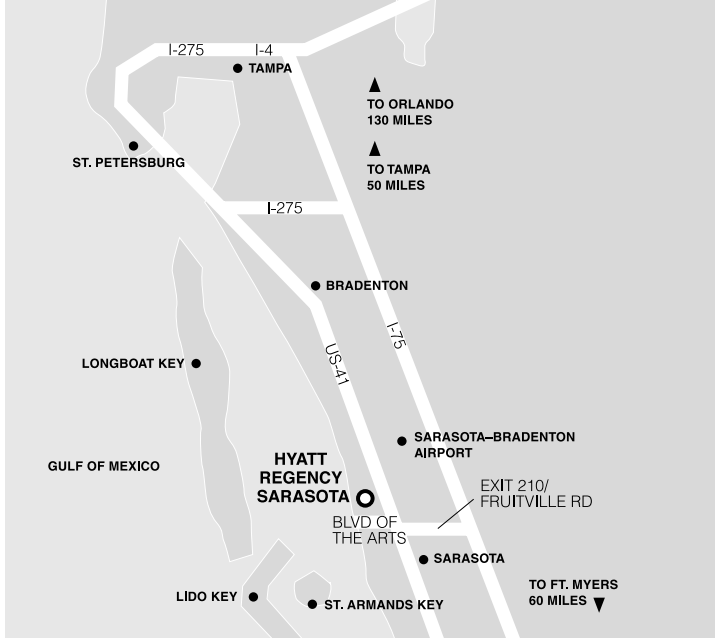 I-275
I-4
TAMPA
TO ORLANDO
130 MILES
ST. PETERSBURG
TO TAMPA
50 MILES
I-275
BRADENTON
I-75
US-41
LONGBOAT KEY
SARASOTA–BRADENTON
AIRPORT
GULF OF MEXICO
HYATT
REGENCY
SARASOTA
EXIT 210/
FRUITVILLE RD
BLVD OF
THE ARTS
SARASOTA
TO FT. MYERS
60 MILES
LIDO KEY
ST. ARMANDS KEY